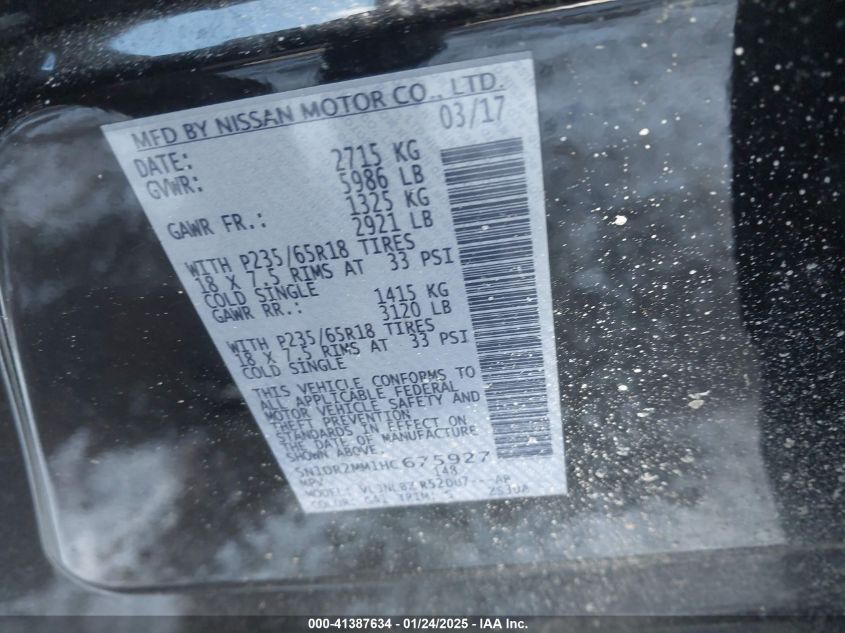 MFD BY NISSAN MOTOR CO., LTD.
DATE: 03/17
GVWR: 2715 KG
5986 LB
GAWR FR.: 1325 KG
2921 LB
WITH P235/65R18 TIRES
18 X 7.5 RIMS AT 33 PSI
COLD SINGLE
GAWR RR.: 1415 KG
3120 LB
WITH P235/65R18 TIRES
18 X 7.5 RIMS AT 33 PSI
COLD SINGLE
THIS VEHICLE CONFORMS TO
ALL APPLICABLE FEDERAL
MOTOR VEHICLE SAFETY AND
THEFT PREVENTION
STANDARDS IN EFFECT ON
THE DATE OF MANUFACTURE
SHOWN ABOVE.
5N1DR2MM1HC675927
MPV 148
MODEL:
COLOR: TRIM:
000-41387634 - 01/24/2025 - IAA Inc.